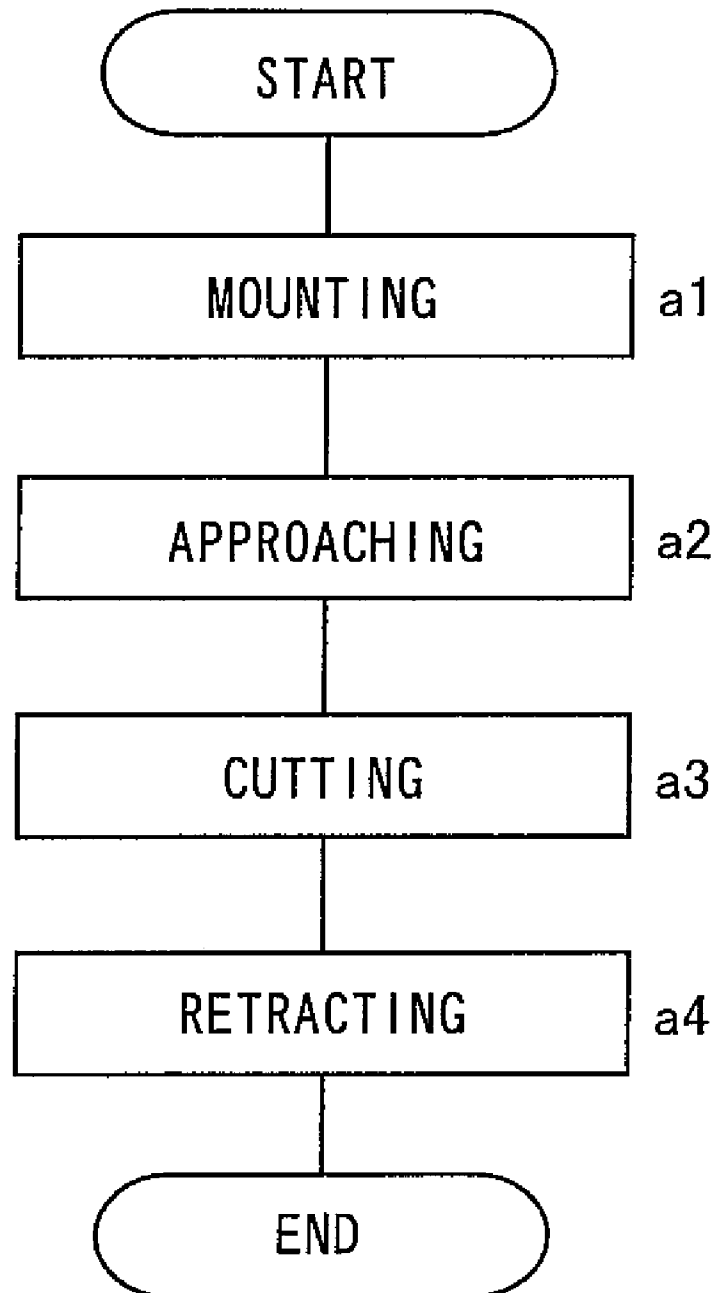 START
MOUNTING a1
APPROACHING a2
CUTTING a3
RETRACTING a4
END